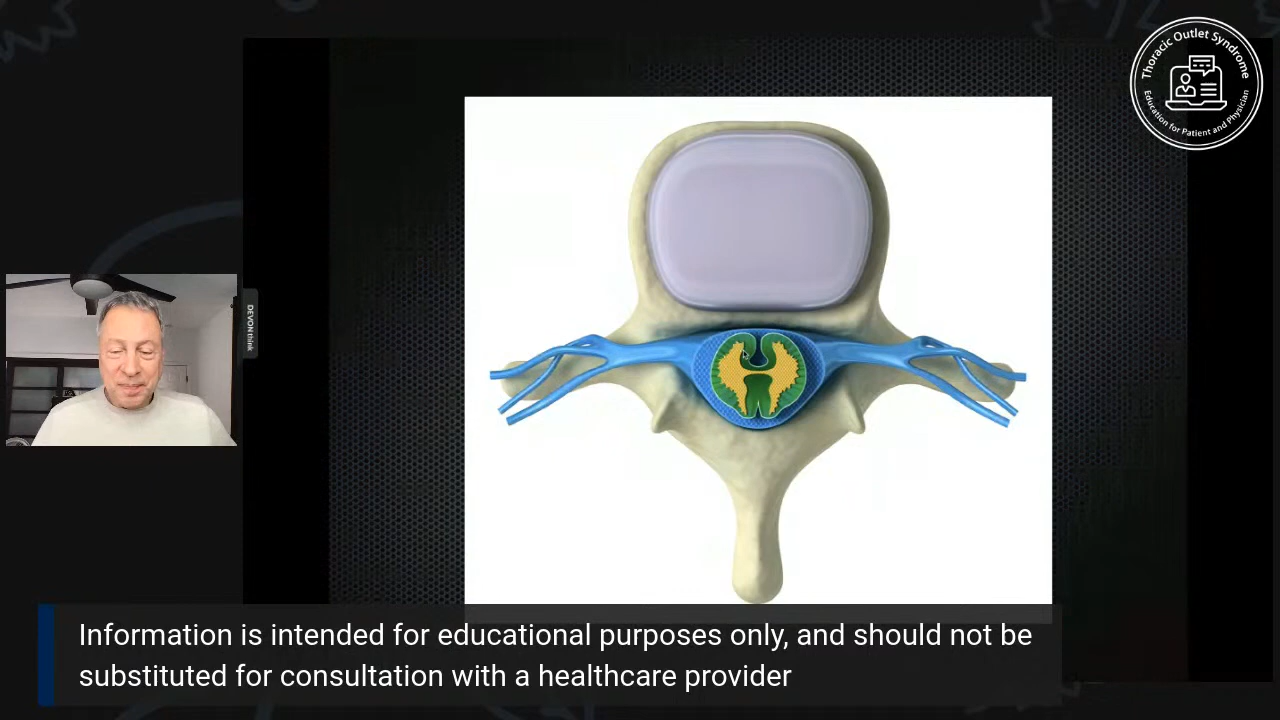 Thoracic Outlet Syndrome
Education for Patient and Physician
DEVONthink
Information is intended for educational purposes only, and should not be
substituted for consultation with a healthcare provider